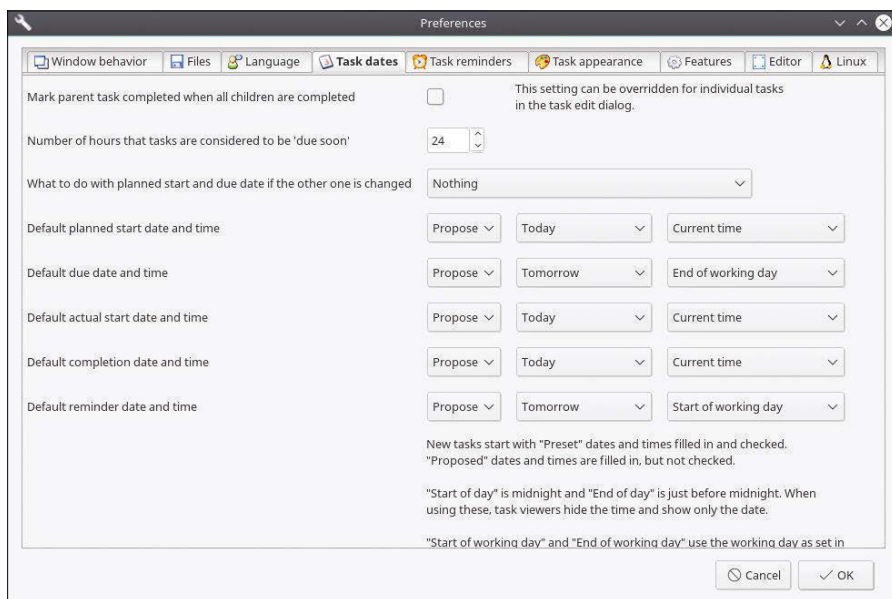 Preferences
Window behavior Files Language Task dates Task reminders Task appearance Features Editor Linux
Mark parent task completed when all children are completed
This setting can be overridden for individual tasks
in the task edit dialog.
Number of hours that tasks are considered to be 'due soon' 24
What to do with planned start and due date if the other one is changed Nothing
Default planned start date and time Propose Today Current time
Default due date and time Propose Tomorrow End of working day
Default actual start date and time Propose Today Current time
Default completion date and time Propose Today Current time
Default reminder date and time Propose Tomorrow Start of working day
New tasks start with "Preset" dates and times filled in and checked.
"Proposed" dates and times are filled in, but not checked.
"Start of day" is midnight and "End of day" is just before midnight. When
using these, task viewers hide the time and show only the date.
"Start of working day" and "End of working day" use the working day as set in
Cancel OK